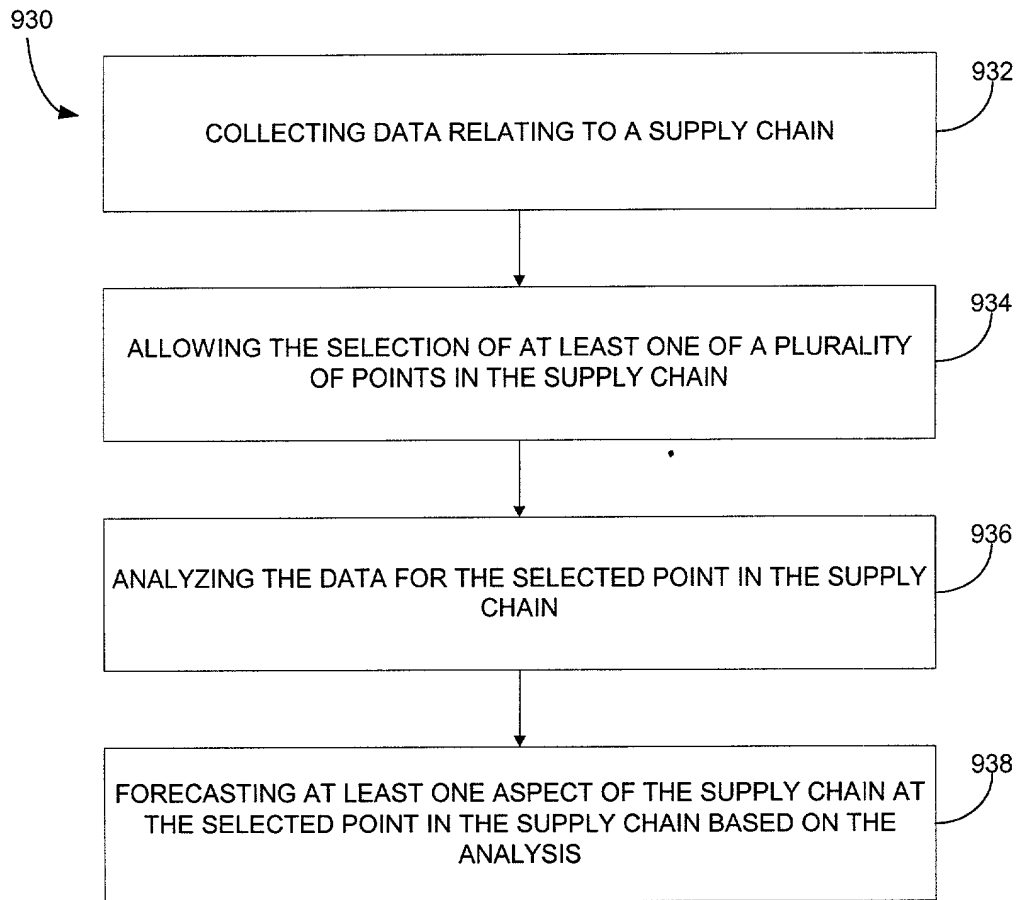 930
932
COLLECTING DATA RELATING TO A SUPPLY CHAIN
934
ALLOWING THE SELECTION OF AT LEAST ONE OF A PLURALITY
OF POINTS IN THE SUPPLY CHAIN
936
ANALYZING THE DATA FOR THE SELECTED POINT IN THE SUPPLY
CHAIN
938
FORECASTING AT LEAST ONE ASPECT OF THE SUPPLY CHAIN AT
THE SELECTED POINT IN THE SUPPLY CHAIN BASED ON THE
ANALYSIS